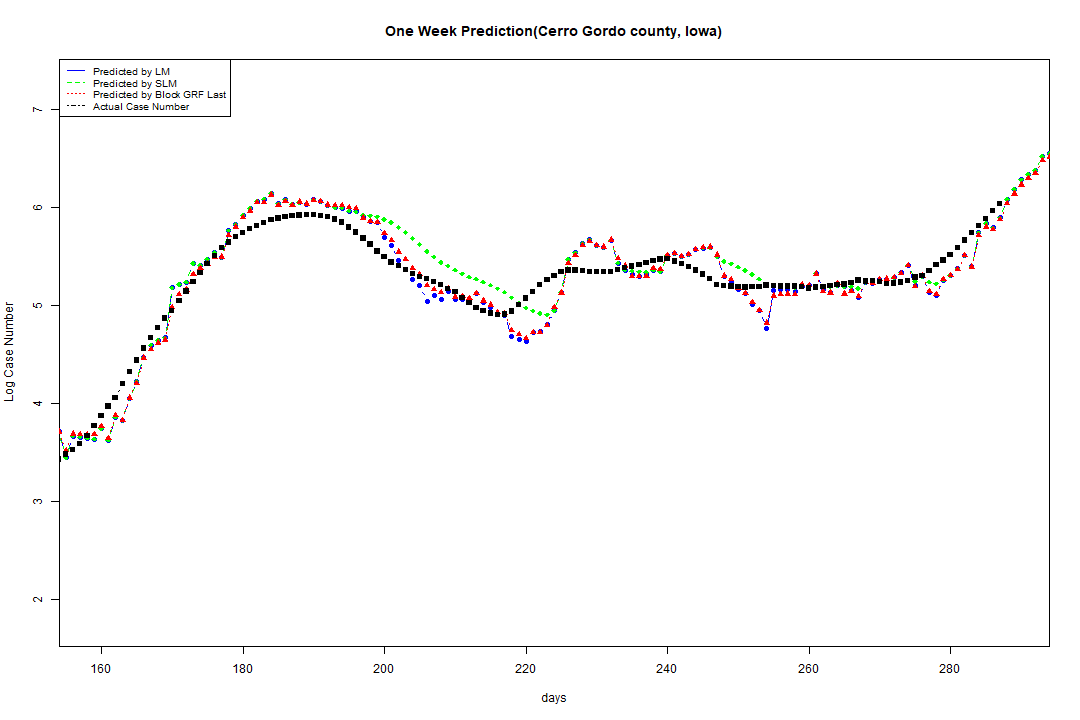 One Week Prediction(Cerro Gordo county, Iowa)
Predicted by LM
Predicted by SLM
Predicted by Block GRF Last
Actual Case Number
Log Case Number
7
6
5
4
3
2
160 180 200 220 240 260 280
days